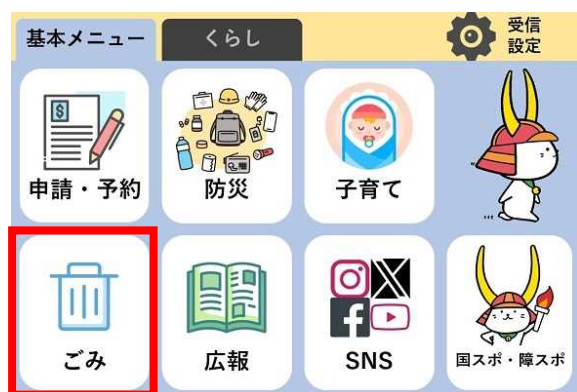 基本メニュー
くらし
受信
設定
申請・予約
防災
子育て
ごみ
広報
SNS
国スポ・障スポ